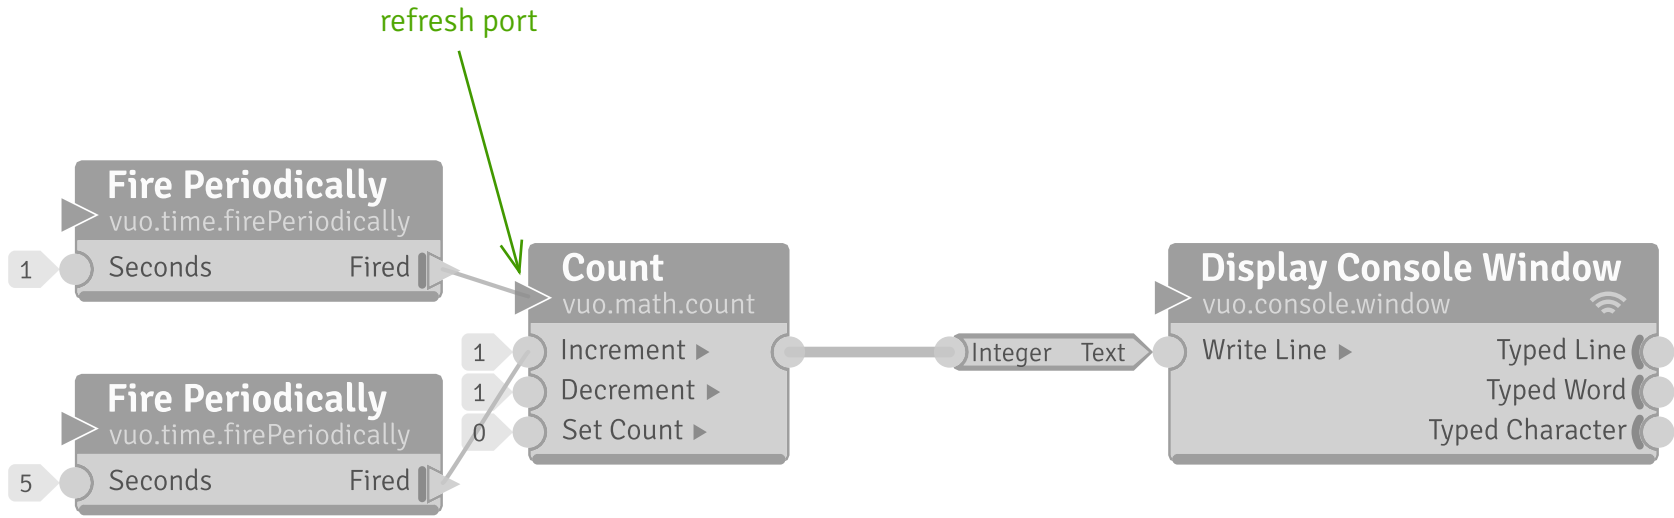 refresh port
Fire Periodically
vuo.time.firePeriodically
1
Seconds
Fired
Fire Periodically
vuo.time.firePeriodically
5
Seconds
Fired
Count
vuo.math.count
1
Increment
1
Decrement
0
Set Count
Integer Text
Display Console Window
vuo.console.window
Write Line
Typed Line
Typed Word
Typed Character